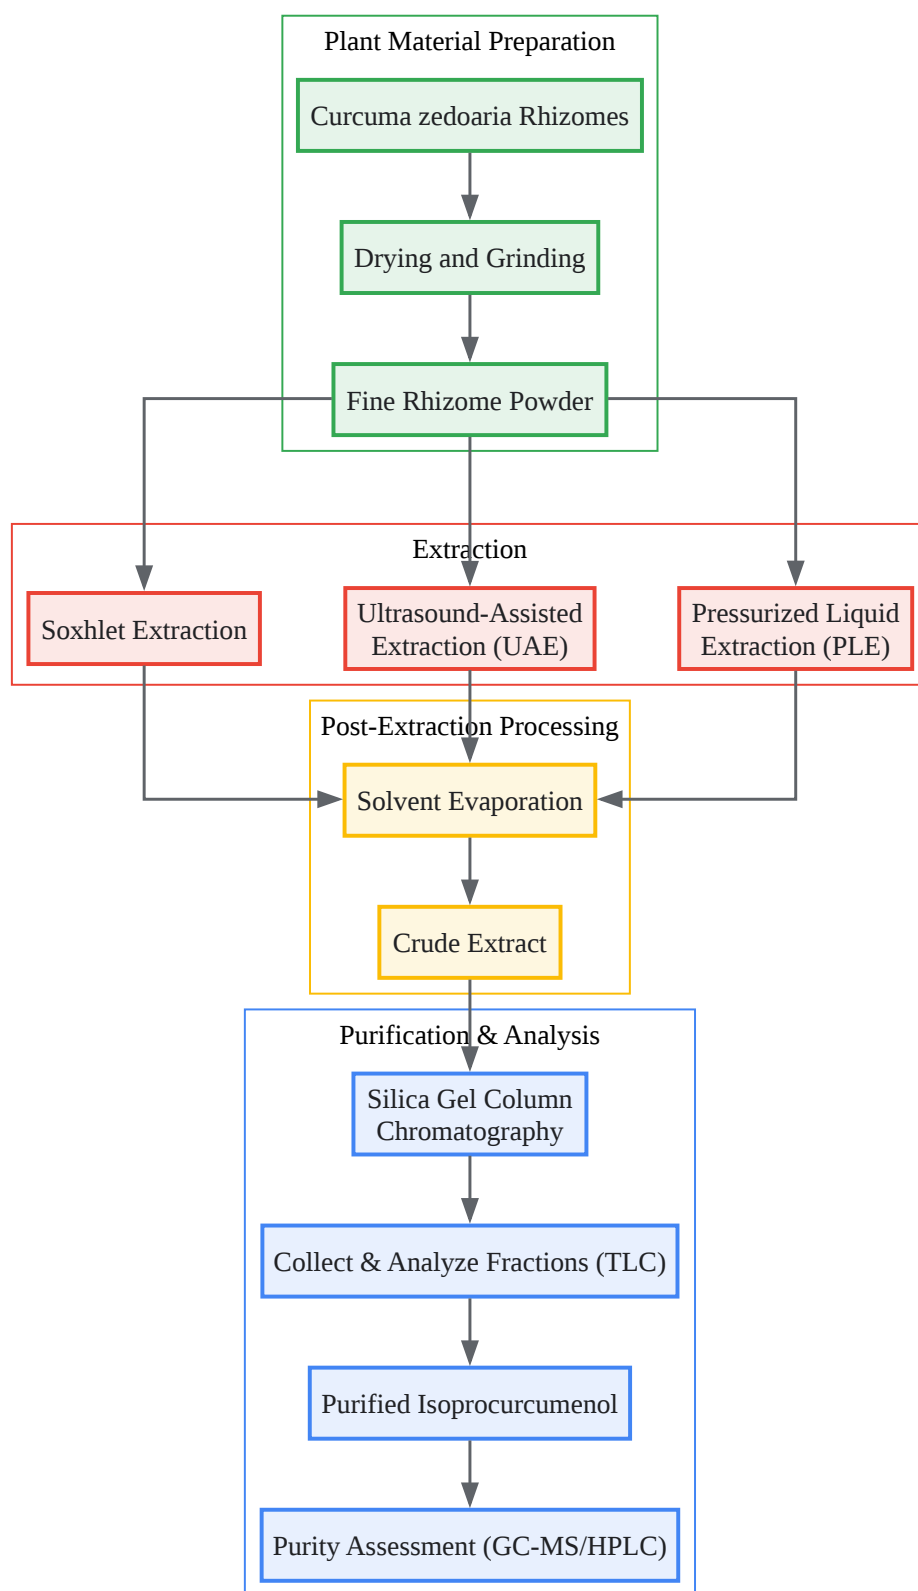 Plant Material Preparation
Curcuma zedoaria Rhizomes
Drying and Grinding
Fine Rhizome Powder
Extraction
Soxhlet Extraction
Ultrasound-Assisted
Extraction (UAE)
Pressurized Liquid
Extraction (PLE)
Post-Extraction Processing
Solvent Evaporation
Crude Extract
Purification & Analysis
Silica Gel Column
Chromatography
Collect & Analyze Fractions (TLC)
Purified Isoprocurcumenol
Purity Assessment (GC-MS/HPLC)